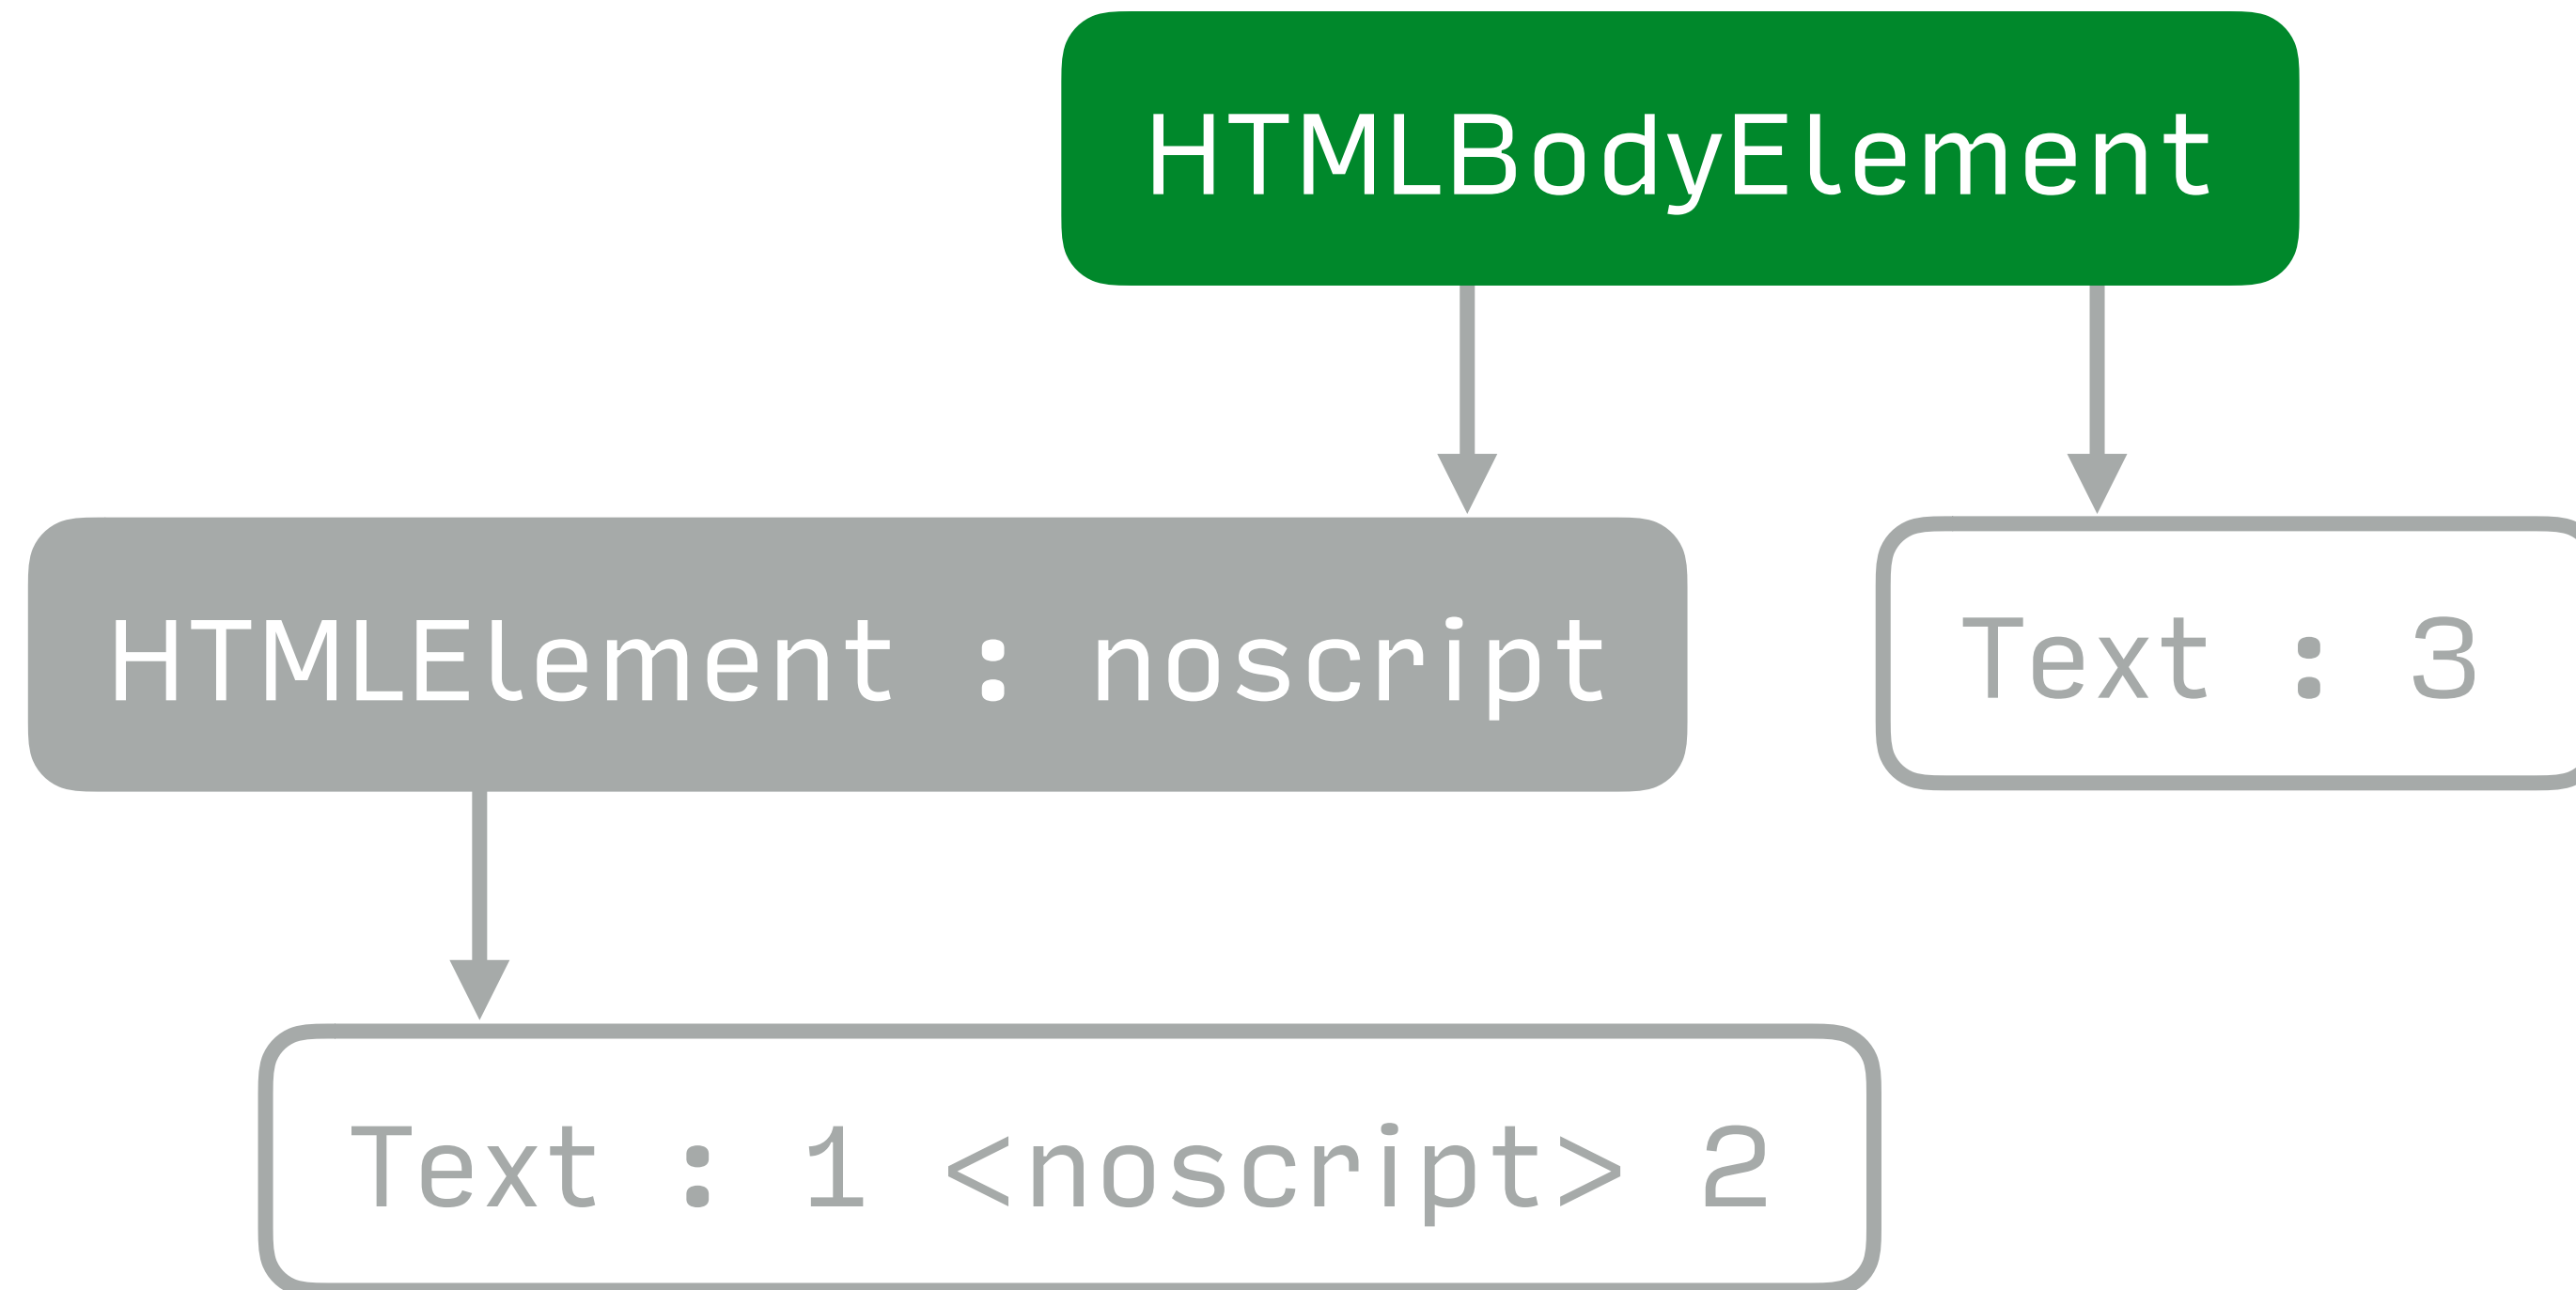 HTMLBodyElement
HTMLElement : noscript
Text : 3
Text : 1 <noscript> 2